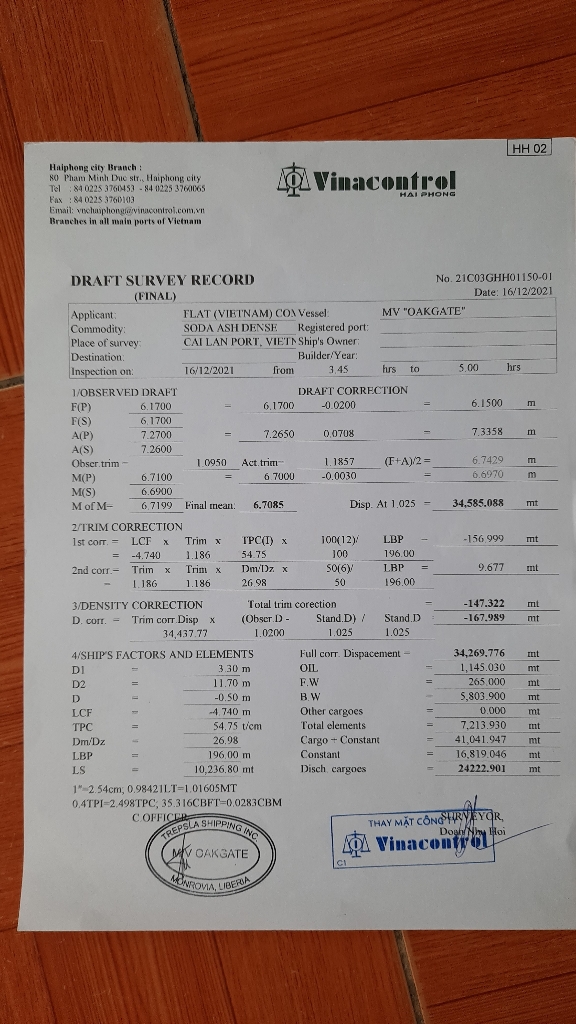 HH 02
Haiphong city Branch :
80 Pham Minh Duc str., Haiphong city
Tel : 84 0225 3760453 - 84 0225 3760065
Fax : 84 0225 3760103
Email: vnchaiphong@vinacontrol.com.vn
Branches in all main ports of Vietnam
Vinacontrol
HAI PHONG
DRAFT SURVEY RECORD
(FINAL)
No. 21C03GHH01150-01
Date: 16/12/2021
Applicant: FLAT (VIETNAM) CON Vessel: MV "OAKGATE"
Commodity: SODA ASH DENSE Registered port:
Place of survey: CAI LAN PORT, VIETN Ship's Owner:
Destination: Builder/Year:
Inspection on: 16/12/2021 from 3.45 hrs to 5.00 hrs
1/OBSERVED DRAFT DRAFT CORRECTION
F(P) 6.1700 = 6.1700 -0.0200 = 6.1500 m
F(S) 6.1700
A(P) 7.2700 = 7.2650 0.0708 = 7.3358 m
A(S) 7.2600
Obser.trim = 1.0950 Act.trim= 1.1857 (F+A)/2 = 6.7429 m
M(P) 6.7100 = 6.7000 -0.0030 = 6.6970 m
M(S) 6.6900
M of M= 6.7199 Final mean: 6.7085 Disp. At 1.025 = 34,585.088 mt
2/TRIM CORRECTION
1st corr. = LCF x Trim x TPC(I) x 100(12)/ LBP = -156.999 mt
= -4.740 1.186 54.75 100 196.00
2nd corr.= Trim x Trim x Dm/Dz x 50(6)/ LBP = 9.677 mt
= 1.186 1.186 26.98 50 196.00
3/DENSITY CORRECTION Total trim corection = -147.322 mt
D. corr. = Trim corr.Disp x (Obser.D - Stand.D) / Stand.D = -167.989 mt
34,437.77 1.0200 1.025 1.025
4/SHIP'S FACTORS AND ELEMENTS Full corr. Dispacement = 34,269.776 mt
D1 = 3.30 m OIL = 1,145.030 mt
D2 = 11.70 m F.W = 265.000 mt
D = -0.50 m B.W = 5,803.900 mt
LCF = -4.740 m Other cargoes = 0.000 mt
TPC = 54.75 t/cm Total elements = 7,213.930 mt
Dm/Dz = 26.98 Cargo + Constant = 41,041.947 mt
LBP = 196.00 m Constant = 16,819.046 mt
LS = 10,236.80 mt Disch. cargoes = 24222.901 mt
1"=2.54cm; 0.98421LT=1.01605MT
0.4TPI=2.498TPC; 35.316CBFT=0.0283CBM
C.OFFICER
TREPSLA SHIPPING INC
M/V OAKGATE
MONROVIA, LIBERIA
SURVEYOR,
THAY MẶT CÔNG TY
Doan Nhu Hoi
Vinacontrol
C1